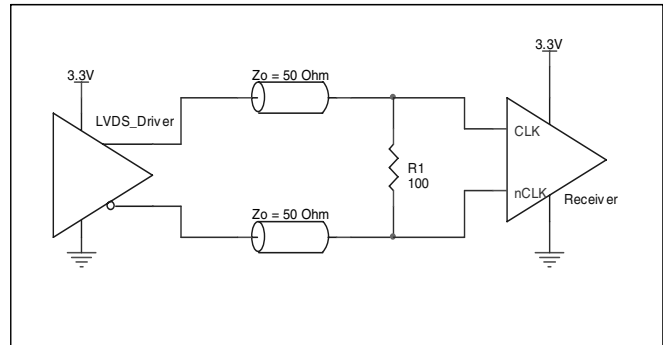 3.3V
3.3V
Zo = 50 Ohm
LVDS_Driver
CLK
R1
100
nCLK
Receiver
Zo = 50 Ohm